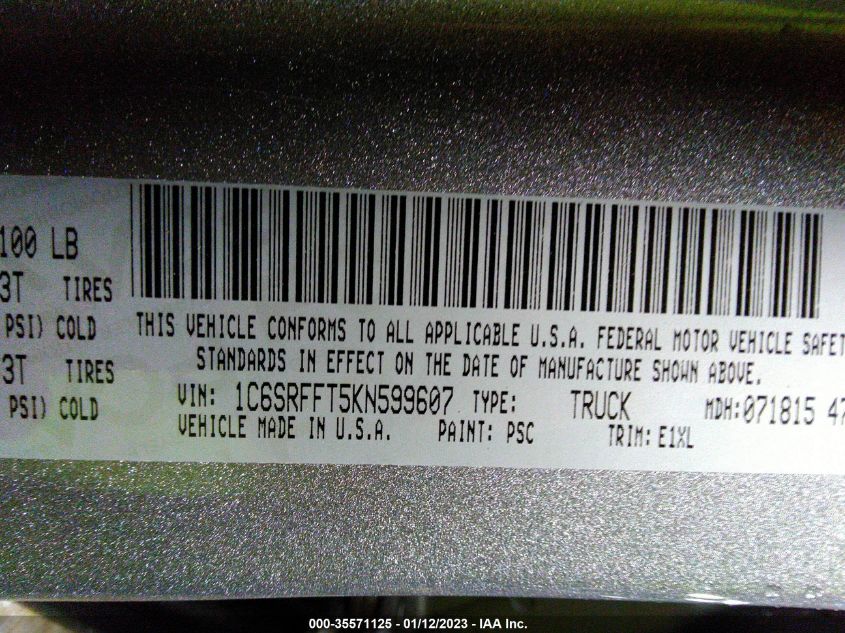 100 LB
3T TIRES
PSI) COLD
3T TIRES
PSI) COLD
THIS VEHICLE CONFORMS TO ALL APPLICABLE U.S.A. FEDERAL MOTOR VEHICLE SAFET
STANDARDS IN EFFECT ON THE DATE OF MANUFACTURE SHOWN ABOVE.
VIN: 1C6SRFFT5KN599607 TYPE: TRUCK MDH:071815 47
VEHICLE MADE IN U.S.A. PAINT: PSC TRIM: E1XL
000-35571125 - 01/12/2023 - IAA Inc.